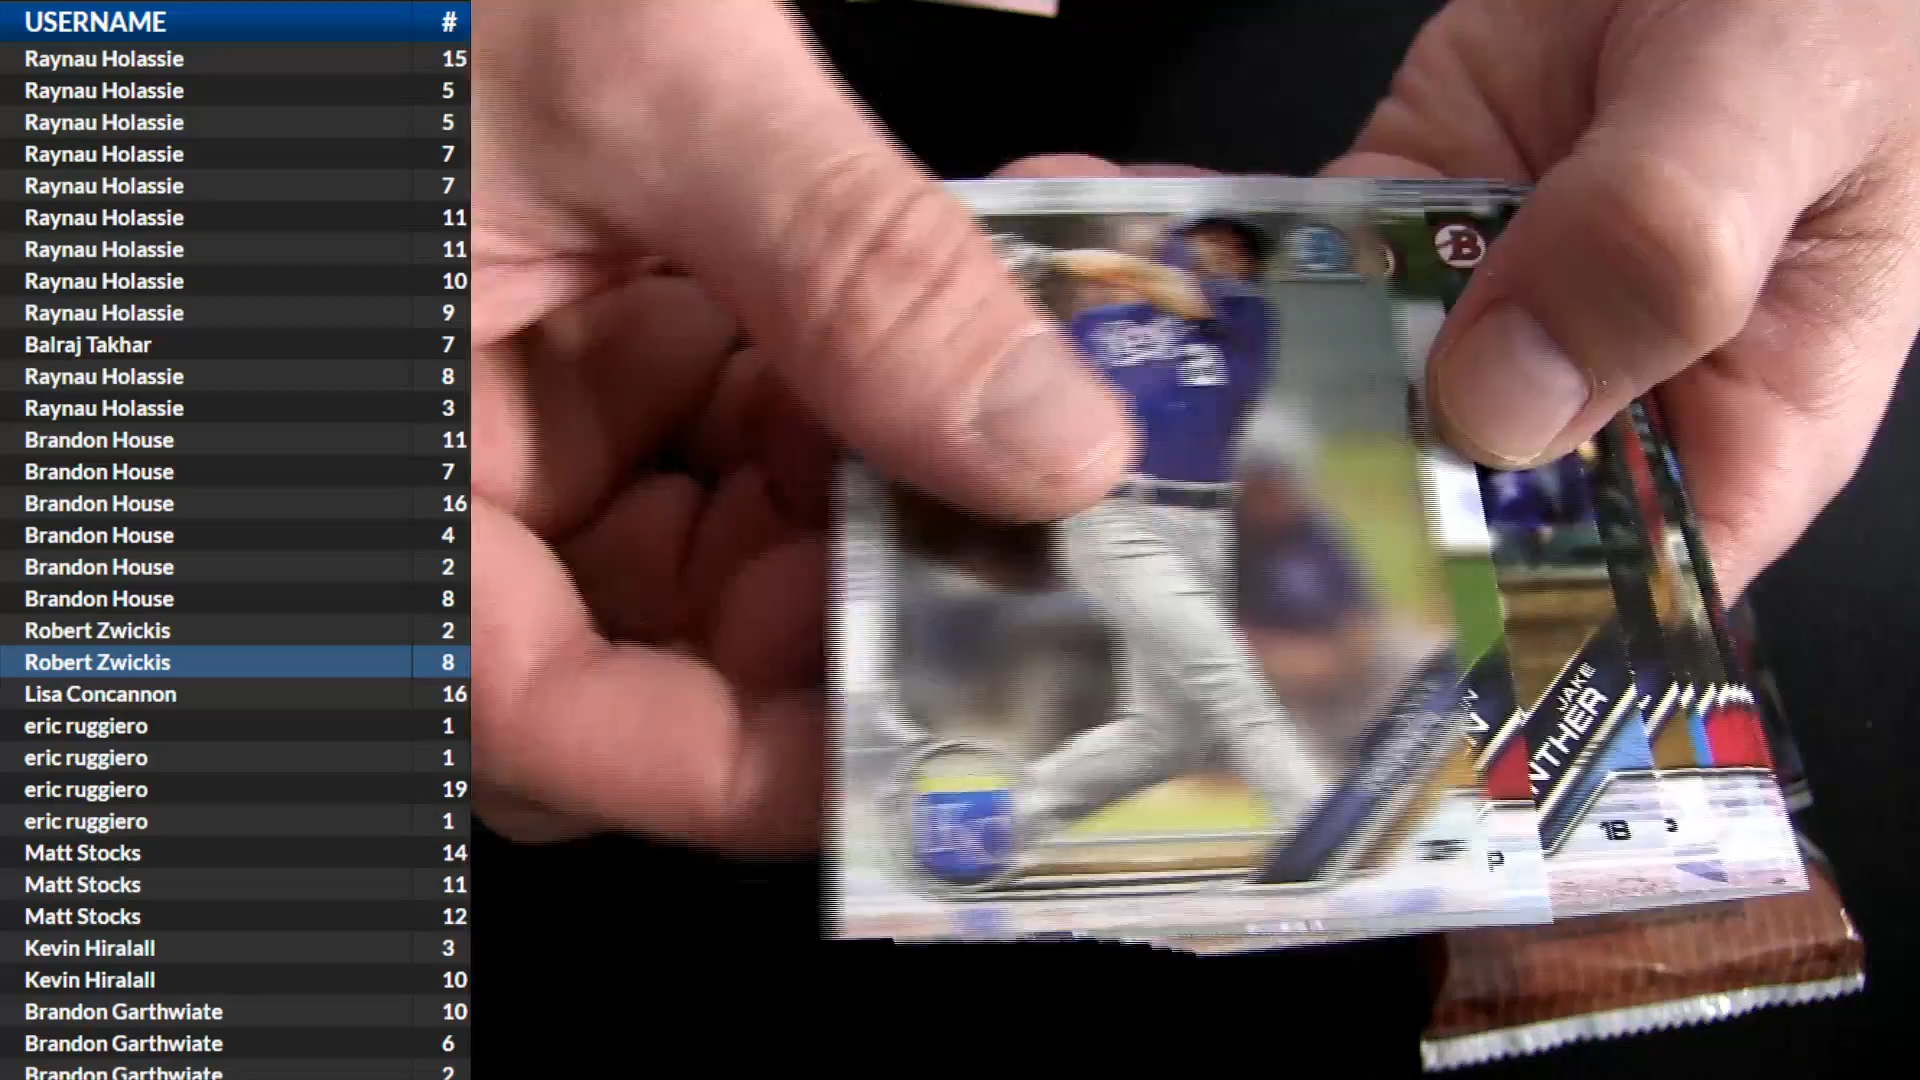 USERNAME #
Raynau Holassie 15
Raynau Holassie 5
Raynau Holassie 5
Raynau Holassie 7
Raynau Holassie 7
Raynau Holassie 11
Raynau Holassie 11
Raynau Holassie 10
Raynau Holassie 9
Balraj Takhar 7
Raynau Holassie 8
Raynau Holassie 3
Brandon House 11
Brandon House 7
Brandon House 16
Brandon House 4
Brandon House 2
Brandon House 8
Robert Zwickis 2
Robert Zwickis 8
Lisa Concannon 16
eric ruggiero 1
eric ruggiero 1
eric ruggiero 19
eric ruggiero 1
Matt Stocks 14
Matt Stocks 11
Matt Stocks 12
Kevin Hiralall 3
Kevin Hiralall 10
Brandon Garthwiate 10
Brandon Garthwiate 6
Brandon Garthwiate 2
B
JAKE
NTHER
1B
P